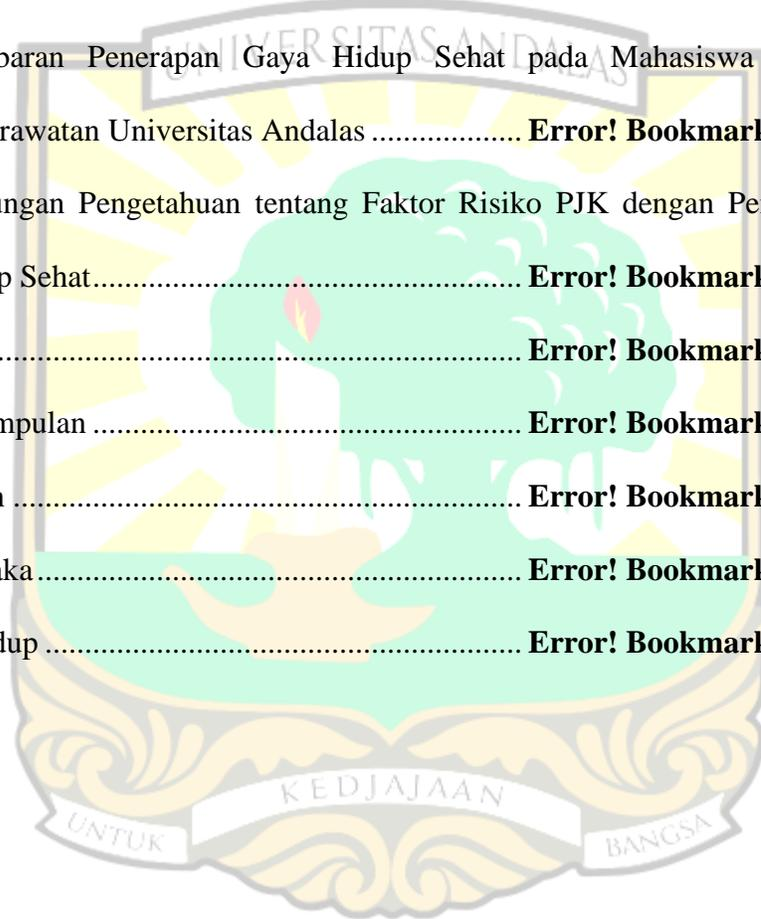 UNIVERSITAS ANDALAS
baran Penerapan Gaya Hidup Sehat pada Mahasiswa
rawatan Universitas Andalas .................. Error! Bookmark
ungan Pengetahuan tentang Faktor Risiko PJK dengan Pe
p Sehat..................................................... Error! Bookmark
................................................................. Error! Bookmark
mpulan ..................................................... Error! Bookmark
n ............................................................... Error! Bookmark
aka............................................................ Error! Bookmark
dup ........................................................... Error! Bookmark
UNTUK KEDJAJAAN BANGSA